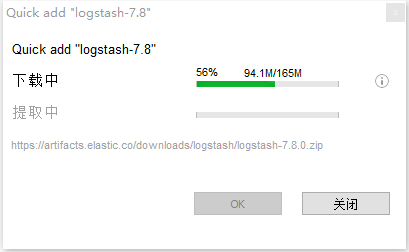 Quick add "logstash-7.8"
Quick add "logstash-7.8"
下载中 56% 94.1M/165M
提取中
https://artifacts.elastic.co/downloads/logstash/logstash-7.8.0.zip
OK 关闭